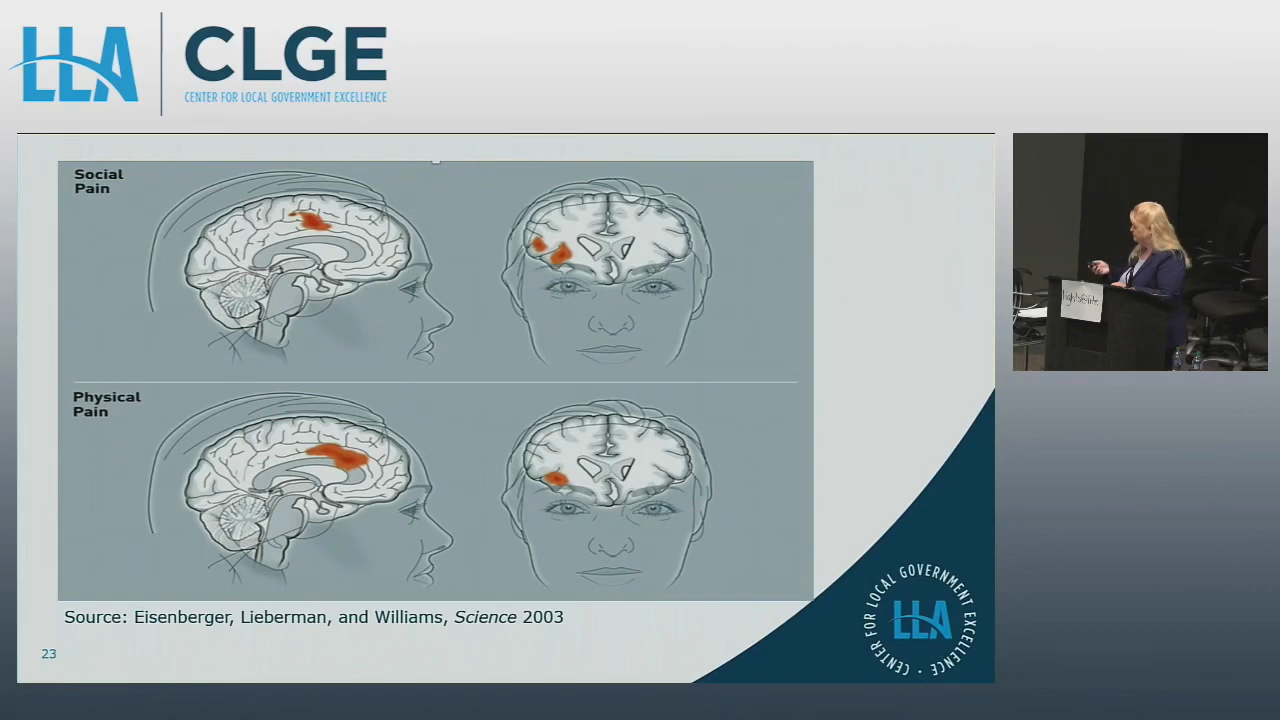 LLA
CLGE
CENTER FOR LOCAL GOVERNMENT EXCELLENCE
Social
Pain
Physical
Pain
Source: Eisenberger, Lieberman, and Williams, Science 2003
23
CENTER FOR LOCAL GOVERNMENT EXCELLENCE ·
LLA